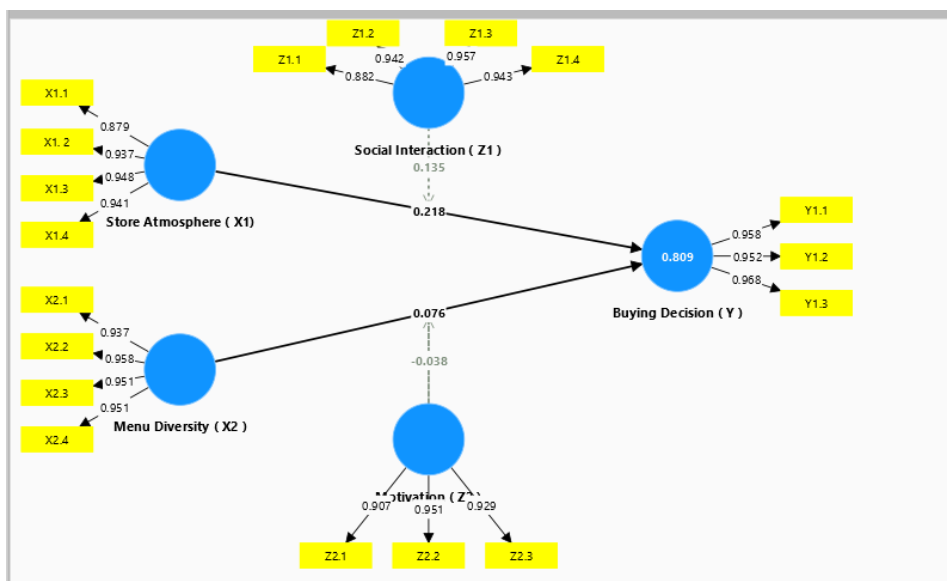 Z1.2
Z1.3
Z1.1
0.942
0.957
Z1.4
0.882
0.943
X1.1
0.879
X1. 2
0.937
Social Interaction ( Z1 )
0.135
X1.3
0.948
0.941
X1.4
Store Atmosphere ( X1)
0.218
Y1.1
0.958
0.809
0.952
Y1.2
0.968
Y1.3
Buying Decision ( Y )
X2.1
0.937
0.076
X2.2
0.958
-0.038
X2.3
0.951
0.951
X2.4
Menu Diversity ( X2 )
Motivation ( Z2 )
0.907
0.951
0.929
Z2.1
Z2.2
Z2.3